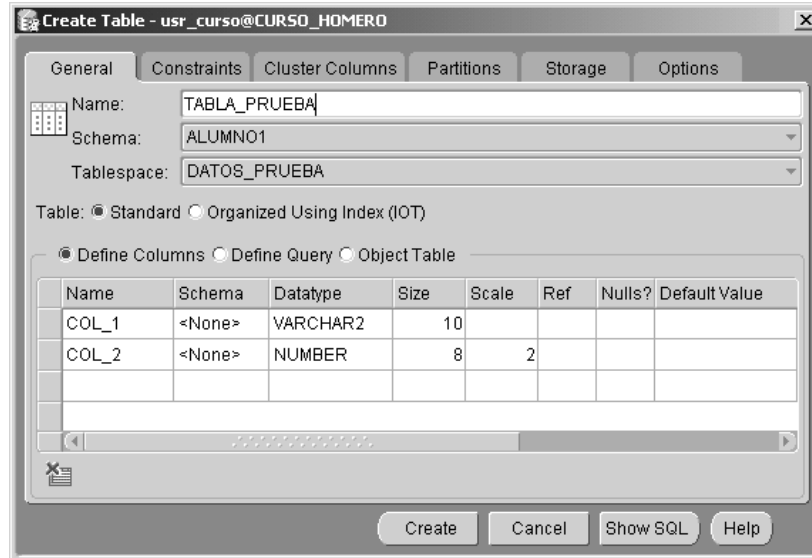 Create Table - usr_curso@CURSO_HOMERO
General Constraints Cluster Columns Partitions Storage Options
Name: TABLA_PRUEBA
Schema: ALUMNO1
Tablespace: DATOS_PRUEBA
Table: Standard Organized Using Index (IOT)
Define Columns Define Query Object Table
Name Schema Datatype Size Scale Ref Nulls? Default Value
COL_1 <None> VARCHAR2 10
COL_2 <None> NUMBER 8 2
Create Cancel Show SQL Help